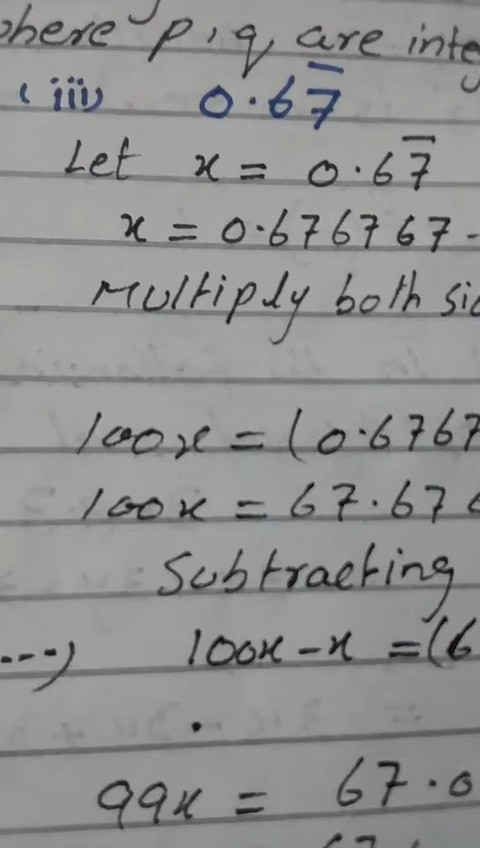 where p, q, are inte
(iii) 0.67̅
Let x = 0.67̅
x = 0.676767-
Multiply both si
100x = (0.6767
100x = 67.67
Subtracting
---) 100x - x = (6
99x = 67.0